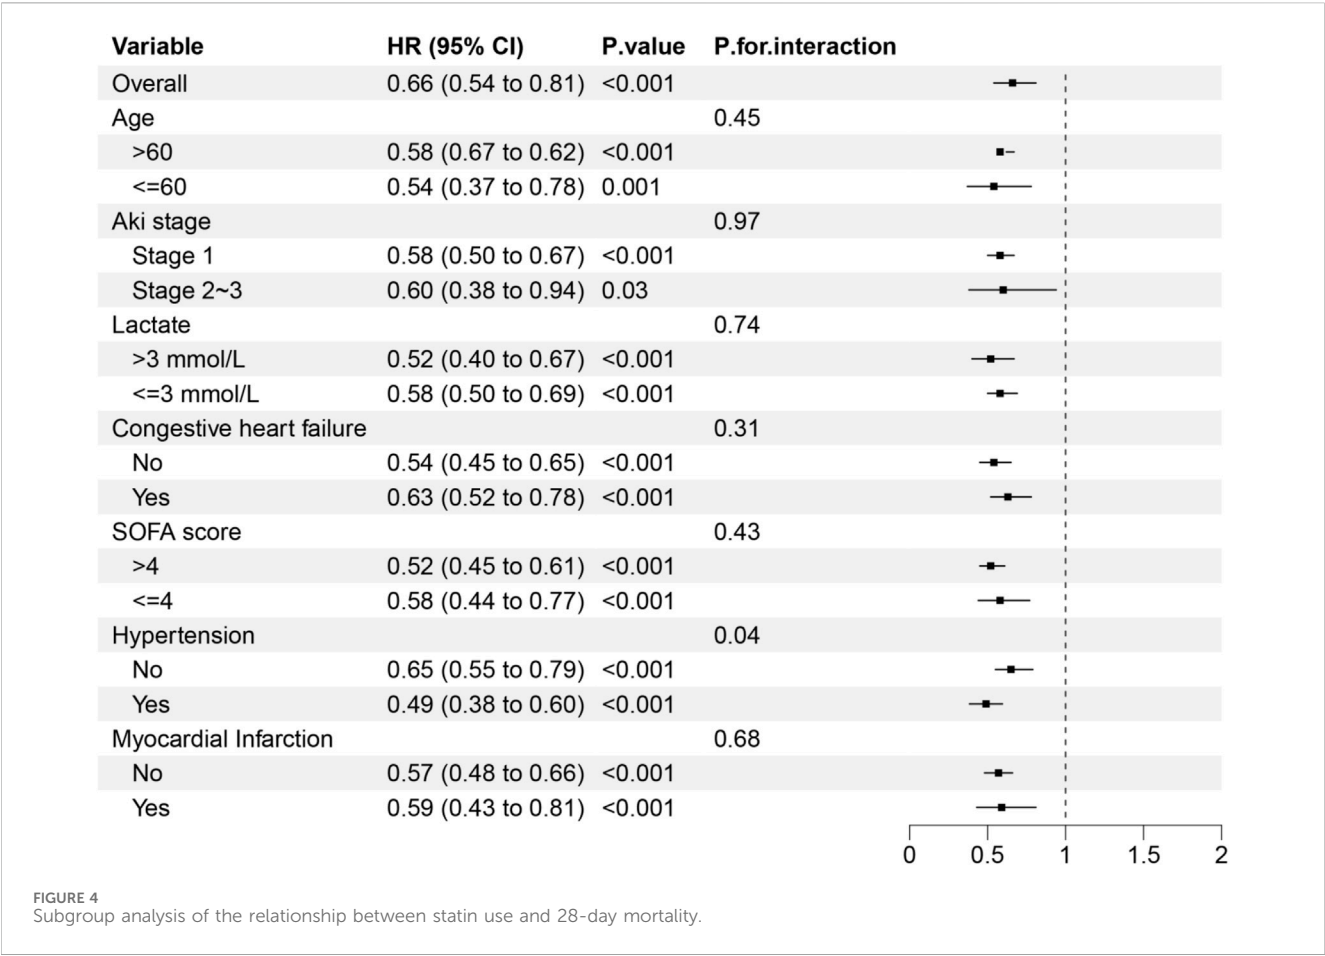 Variable HR (95% CI) P.value P.for.interaction
Overall 0.66 (0.54 to 0.81) <0.001
Age 0.45
>60 0.58 (0.67 to 0.62) <0.001
<=60 0.54 (0.37 to 0.78) 0.001
Aki stage 0.97
Stage 1 0.58 (0.50 to 0.67) <0.001
Stage 2~3 0.60 (0.38 to 0.94) 0.03
Lactate 0.74
>3 mmol/L 0.52 (0.40 to 0.67) <0.001
<=3 mmol/L 0.58 (0.50 to 0.69) <0.001
Congestive heart failure 0.31
No 0.54 (0.45 to 0.65) <0.001
Yes 0.63 (0.52 to 0.78) <0.001
SOFA score 0.43
>4 0.52 (0.45 to 0.61) <0.001
<=4 0.58 (0.44 to 0.77) <0.001
Hypertension 0.04
No 0.65 (0.55 to 0.79) <0.001
Yes 0.49 (0.38 to 0.60) <0.001
Myocardial Infarction 0.68
No 0.57 (0.48 to 0.66) <0.001
Yes 0.59 (0.43 to 0.81) <0.001
0 0.5 1 1.5 2
FIGURE 4
Subgroup analysis of the relationship between statin use and 28-day mortality.